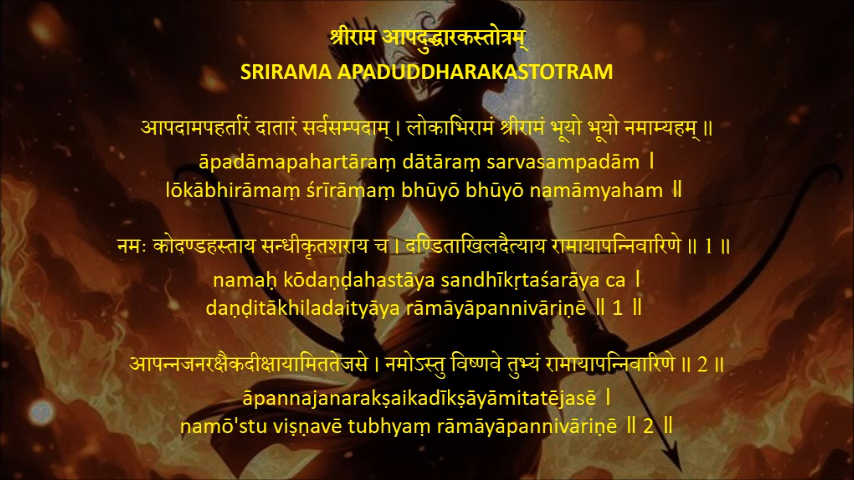 श्रीराम आपदुद्धारकस्तोत्रम्
SRIRAMA APADUDDHARAKASTOTRAM
आपदामपहर्तारं दातारं सर्वसम्पदाम् । लोकाभिरामं श्रीरामं भूयो भूयो नमाम्यहम् ॥
āpadāmapahartāraṃ dātāraṃ sarvasampadām ।
lōkābhirāmaṃ śrīrāmaṃ bhūyō bhūyō namāmyaham ॥
नमः कोदण्डहस्ताय सन्धीकृतशराय च । दण्डिताखिलदैत्याय रामायापन्निवारिणे ॥ 1 ॥
namaḥ kōdaṇḍahastāya sandhīkṛtaśarāya ca ।
daṇḍitākhiladaityāya rāmāyāpannivāriṇē ॥ 1 ॥
आपन्नजनरक्षैकदीक्षायामिततेजसे । नमोऽस्तु विष्णवे तुभ्यं रामायापन्निवारिणे ॥ 2 ॥
āpannajanarakṣaikadīkṣāyāmitatējasē ।
namō'stu viṣṇavē tubhyaṃ rāmāyāpannivāriṇē ॥ 2 ॥